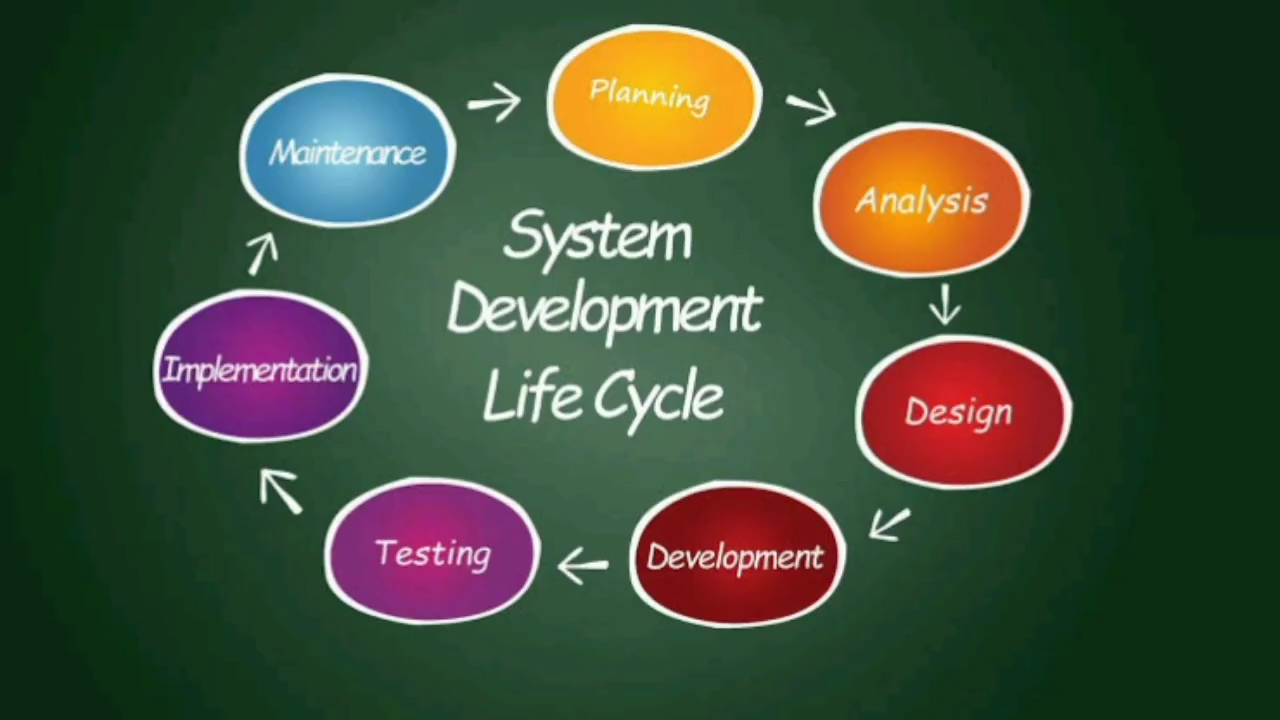 Planning
Maintenance
Analysis
System
Development
Life Cycle
Implementation
Design
Testing
Development